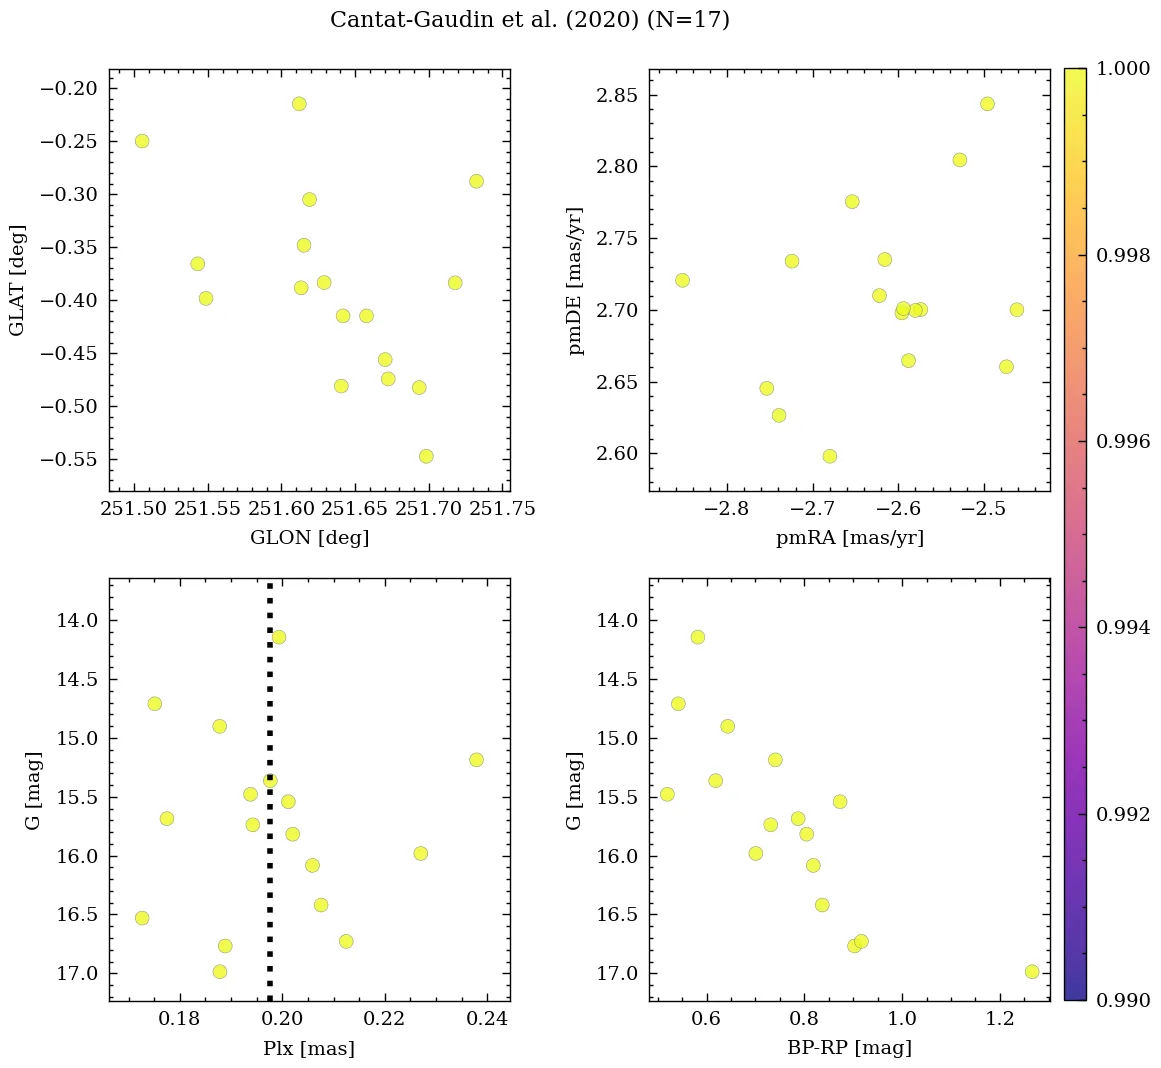 Cantat-Gaudin et al. (2020) (N=17)
−0.20
−0.25
−0.30
−0.35
−0.40
−0.45
−0.50
−0.55
GLAT [deg]
251.50 251.55 251.60 251.65 251.70 251.75
GLON [deg]
2.85
2.80
2.75
2.70
2.65
2.60
pmDE [mas/yr]
−2.8 −2.7 −2.6 −2.5
pmRA [mas/yr]
14.0
14.5
15.0
15.5
16.0
16.5
17.0
G [mag]
0.18 0.20 0.22 0.24
Plx [mas]
14.0
14.5
15.0
15.5
16.0
16.5
17.0
G [mag]
0.6 0.8 1.0 1.2
BP-RP [mag]
1.000
0.998
0.996
0.994
0.992
0.990